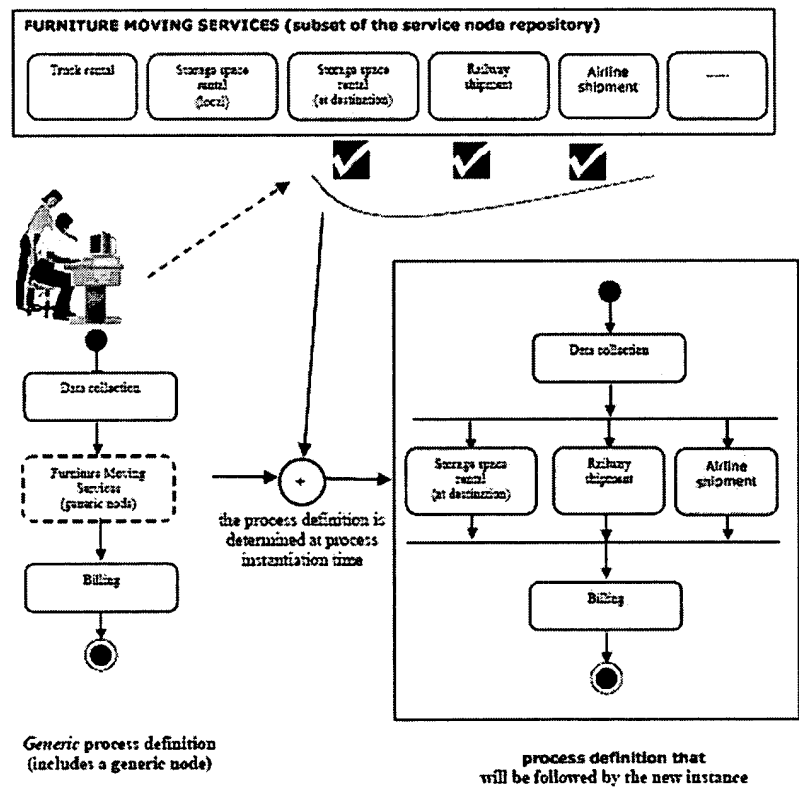 FURNITURE MOVING SERVICES (subset of the service node repository)
Truck rental
Storage space
rental
(local)
Storage space
rental
(at destination)
Railway
shipment
Airline
shipment
.......
Data collection
Furniture Moving
Services
(generic node)
Billing
+
the process definition is
determined at process
instantiation time
Data collection
Storage space
rental
(at destination)
Railway
shipment
Airline
shipment
Billing
Generic process definition
(includes a generic node)
process definition that
will be followed by the new instance